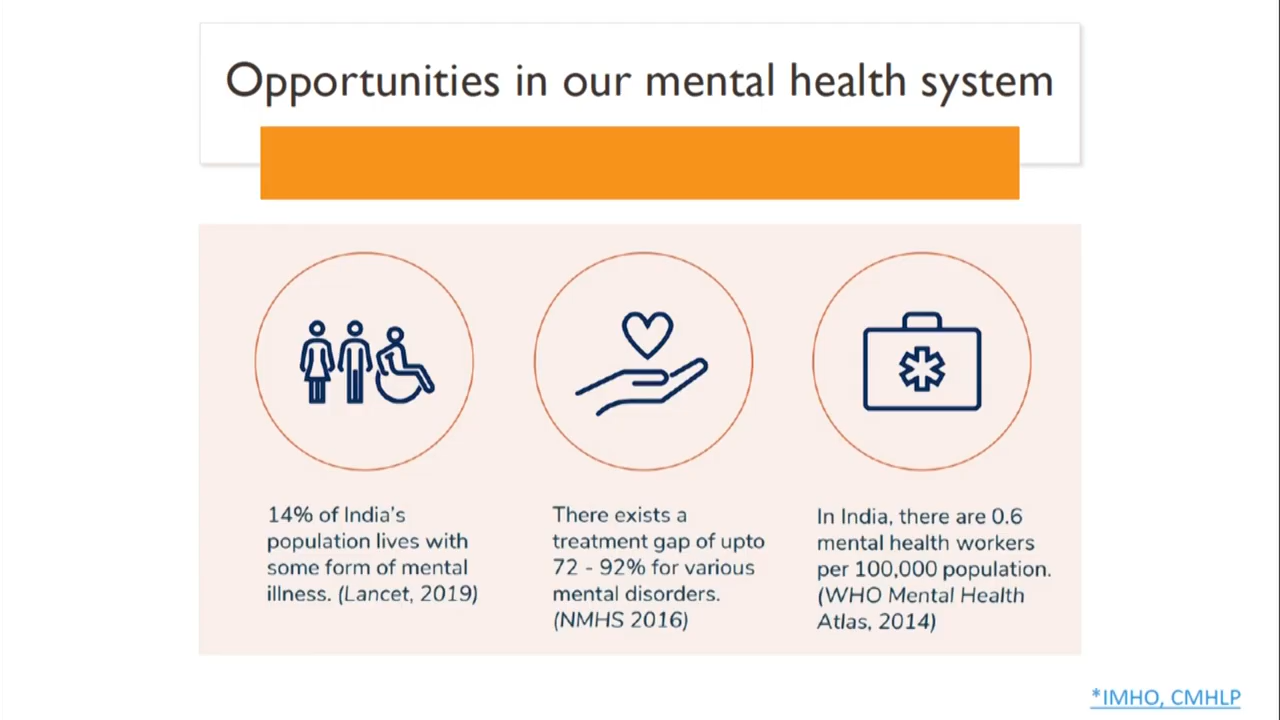 Opportunities in our mental health system
14% of India's
population lives with
some form of mental
illness. (Lancet, 2019)
There exists a
treatment gap of upto
72 - 92% for various
mental disorders.
(NMHS 2016)
In India, there are 0.6
mental health workers
per 100,000 population.
(WHO Mental Health
Atlas, 2014)
*IMHO, CMHLP